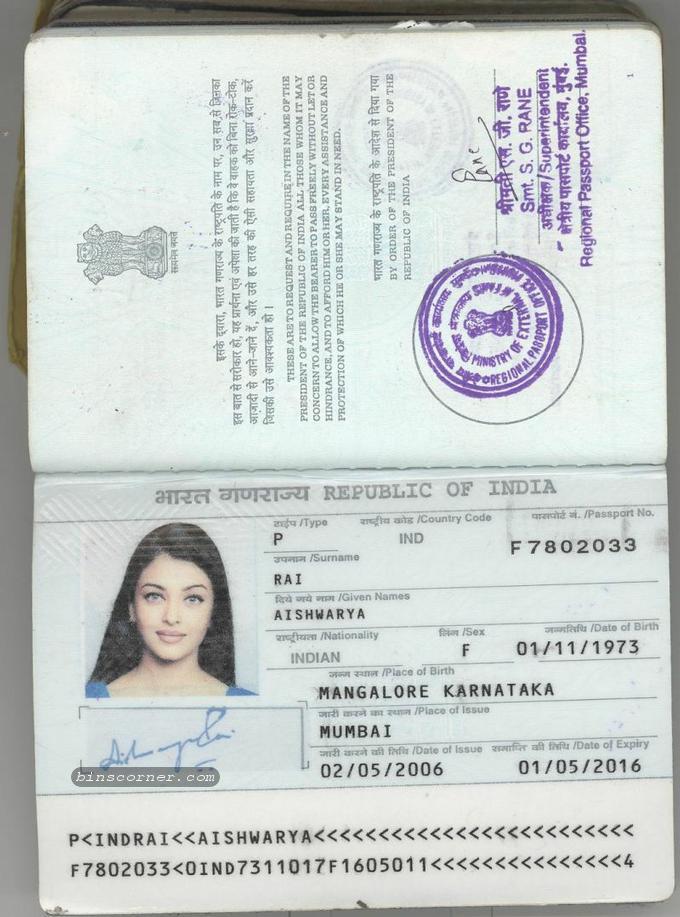 सत्यमेव जयते
इसके द्वारा, भारत गणराज्य के राष्ट्रपति के नाम पर, उन सब से जिनका
इस बात से सरोकार हो, यह प्रार्थना एवं अपेक्षा की जाती है कि वे वाहक को बिना रोक-टोक,
आज़ादी से आने-जाने दें, और उसे हर तरह की ऐसी सहायता और सुरक्षा प्रदान करें
जिसकी उसे आवश्यकता हो।
THESE ARE TO REQUEST AND REQUIRE IN THE NAME OF THE
PRESIDENT OF THE REPUBLIC OF INDIA ALL THOSE WHOM IT MAY
CONCERN TO ALLOW THE BEARER TO PASS FREELY WITHOUT LET OR
HINDRANCE, AND TO AFFORD HIM OR HER, EVERY ASSISTANCE AND
PROTECTION OF WHICH HE OR SHE MAY STAND IN NEED.
भारत गणराज्य के राष्ट्रपति के आदेश से दिया गया
BY ORDER OF THE PRESIDENT OF THE
REPUBLIC OF INDIA
Rane
श्रीमती एस. जी. राणे
Smt. S. G. RANE
अधीक्षक/Superintendent
क्षेत्रीय पासपोर्ट कार्यालय, मुंबई.
Regional Passport Office, Mumbai.
MINISTRY OF EXTERNAL AFFAIRS
REGIONAL PASSPORT OFFICE
1
भारत गणराज्य REPUBLIC OF INDIA
टाईप /Type राष्ट्रीय कोड /Country Code पासपोर्ट नं. /Passport No.
P IND F7802033
उपनाम /Surname
RAI
दिये गये नाम /Given Names
AISHWARYA
राष्ट्रीयता /Nationality लिंग /Sex जन्मतिथि /Date of Birth
INDIAN F 01/11/1973
जन्म स्थान /Place of Birth
MANGALORE KARNATAKA
जारी करने का स्थान /Place of Issue
MUMBAI
जारी करने की तिथि /Date of Issue समाप्ति की तिथि /Date of Expiry
02/05/2006 01/05/2016
Aishwarya Rai
binscorner.com
P<INDRAI<<AISHWARYA<<<<<<<<<<<<<<<<<<<<<<<<<
F7802033<0IND7311017F1605011<<<<<<<<<<<<<<<4